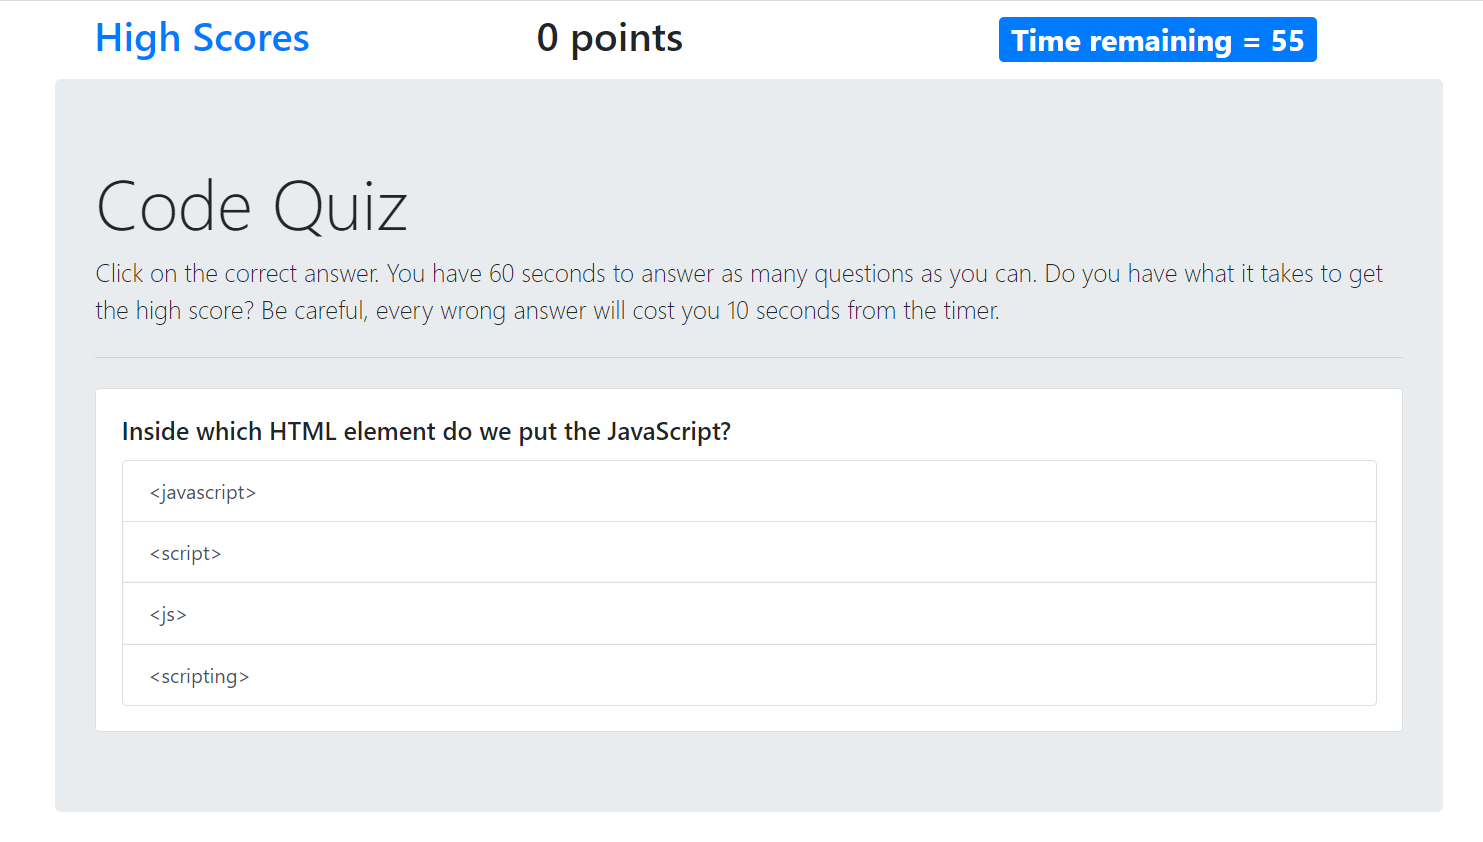 High Scores
0 points
Time remaining = 55
Code Quiz
Click on the correct answer. You have 60 seconds to answer as many questions as you can. Do you have what it takes to get
the high score? Be careful, every wrong answer will cost you 10 seconds from the timer.
Inside which HTML element do we put the JavaScript?
<javascript>
<script>
<js>
<scripting>